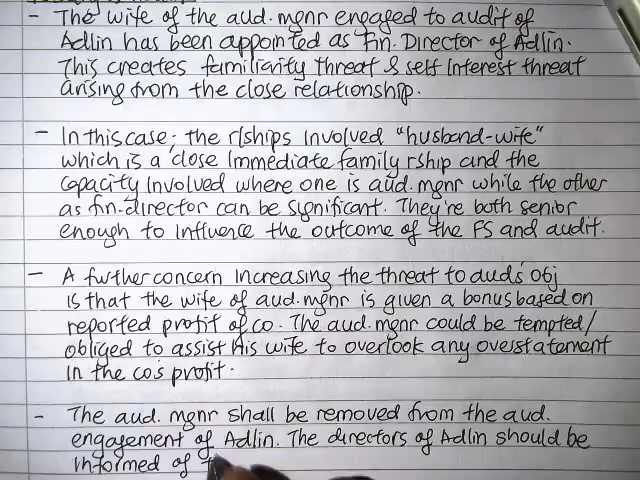 - The wife of the aud. mgnr engaged to audit of
Adlin has been appointed as Fin. Director of Adlin.
This creates familiarity threat & self interest threat
arising from the close relationship.
- In this case, the r/ships involved "husband-wife"
which is a close immediate family rship and the
capacity involved where one is aud. mgnr while the other
as fin-director can be significant. They're both senior
enough to influence the outcome of the FS and audit.
- A further concern increasing the threat to aud's obj
is that the wife of aud. mgnr is given a bonus based on
reported profit of co. The aud. mgnr could be tempted/
obliged to assist his wife to overlook any overstatement
in the co's profit.
- The aud. mgnr shall be removed from the aud.
engagement of Adlin. The directors of Adlin should be
informed of